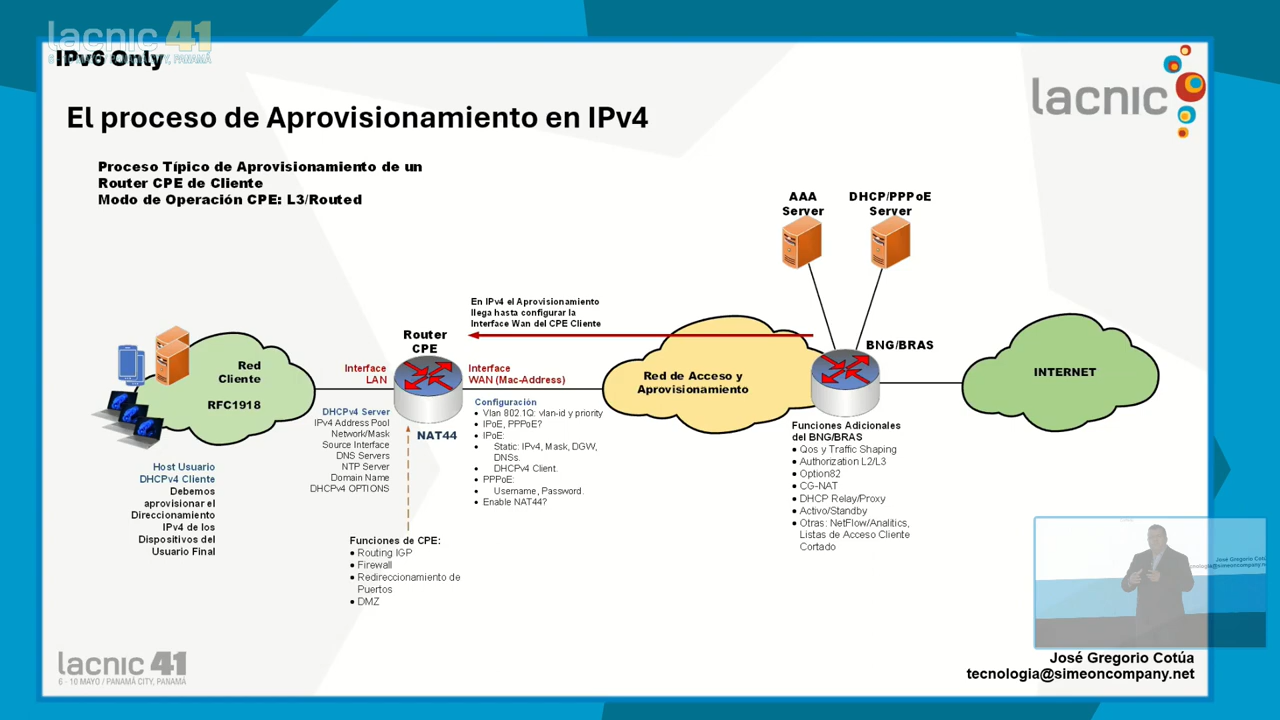 lacnic 41
6 - 10 MAYO / PANAMÁ CITY, PANAMÁ
IPv6 Only
lacnic
El proceso de Aprovisionamiento en IPv4
Proceso Típico de Aprovisionamiento de un
Router CPE de Cliente
Modo de Operación CPE: L3/Routed
AAA
Server
DHCP/PPPoE
Server
En IPv4 el Aprovisionamiento
llega hasta configurar la
Interface Wan del CPE Cliente
Router
CPE
BNG/BRAS
Red
Cliente
RFC1918
Interface
LAN
Interface
WAN (Mac-Address)
Red de Acceso y
Aprovisionamiento
INTERNET
DHCPv4 Server
IPv4 Address Pool
Network/Mask
Source Interface
DNS Servers
NTP Server
Domain Name
DHCPv4 OPTIONS
NAT44
Configuración
• Vlan 802.1Q: vlan-id y priority
• IPoE, PPPoE?
• IPoE:
• Static: IPv4, Mask, DGW,
DNSs.
• DHCPv4 Client.
• PPPoE:
• Username, Password.
• Enable NAT44?
Funciones Adicionales
del BNG/BRAS
• Qos y Traffic Shaping
• Authorization L2/L3
• Option82
• CG-NAT
• DHCP Relay/Proxy
• Activo/Standby
• Otras: NetFlow/Analitics,
Listas de Acceso Cliente
Cortado
Host Usuario
DHCPv4 Cliente
Debemos
aprovisionar el
Direccionamiento
IPv4 de los
Dispositivos del
Usuario Final
Funciones de CPE:
• Routing IGP
• Firewall
• Redireccionamiento de
Puertos
• DMZ
José Gregorio Cotú
tecnologia@simeoncompany.ne
lacnic 41
6 - 10 MAYO / PANAMÁ CITY, PANAMÁ
José Gregorio Cotúa
tecnologia@simeoncompany.net